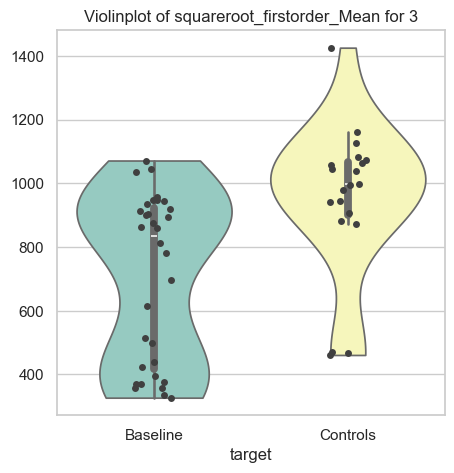 Violinplot of squareroot_firstorder_Mean for 3
1400
1200
1000
800
600
400
Baseline
Controls
target